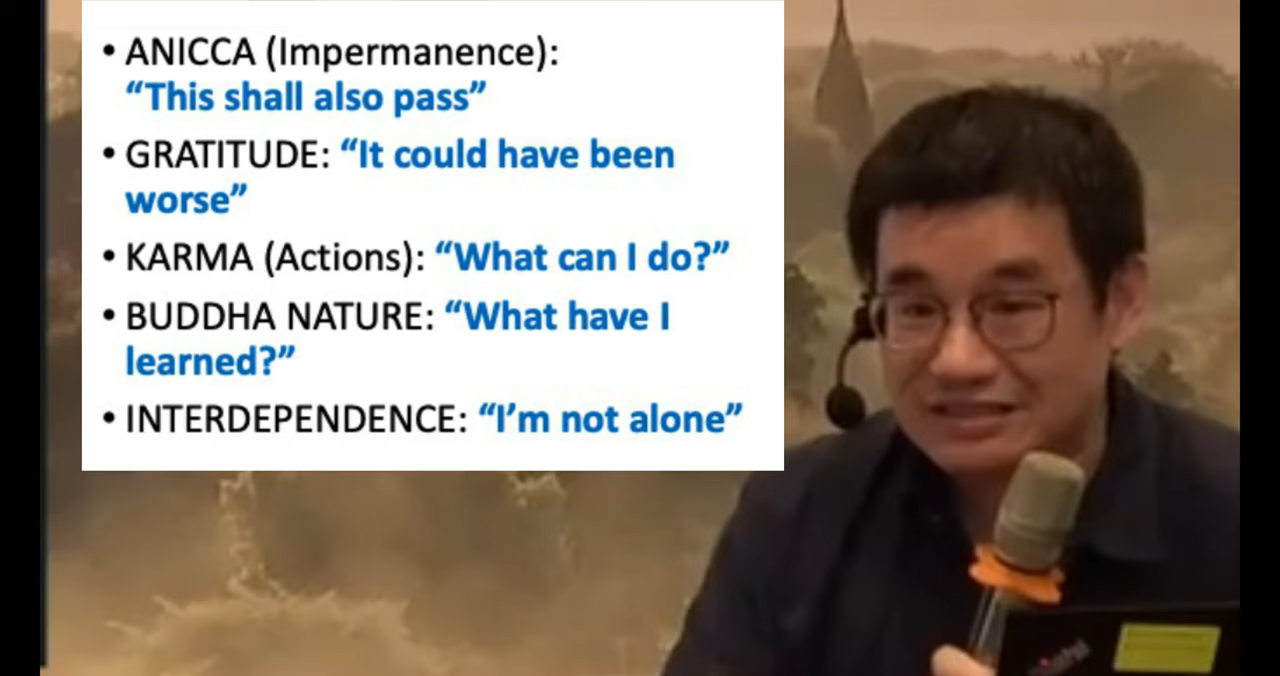 • ANICCA (Impermanence):
“This shall also pass”
• GRATITUDE: “It could have been
worse”
• KARMA (Actions): “What can I do?”
• BUDDHA NATURE: “What have I
learned?”
• INTERDEPENDENCE: “I’m not alone”